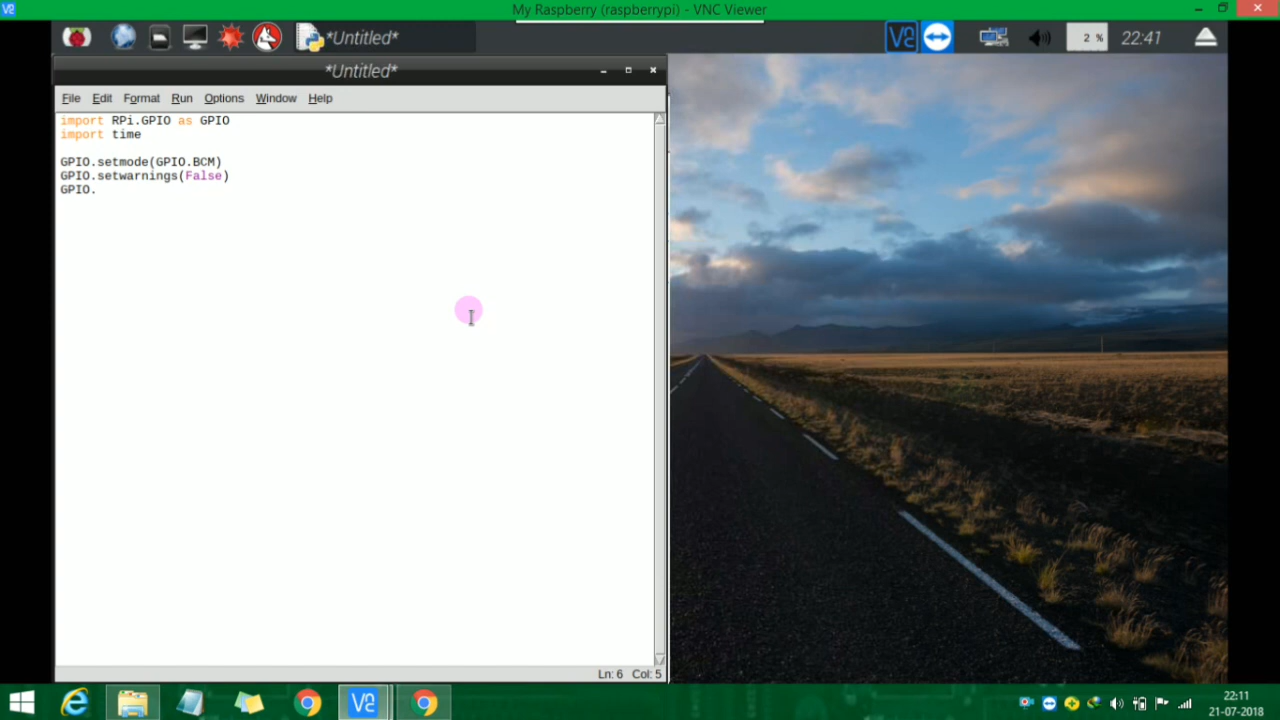 My Raspberry (raspberrypi) - VNC Viewer
*Untitled*
2 %
22:41
*Untitled*
File Edit Format Run Options Window Help
import RPi.GPIO as GPIO
import time
GPIO.setmode(GPIO.BCM)
GPIO.setwarnings(False)
GPIO.
Ln: 6 Col: 5
22:11
21-07-2018